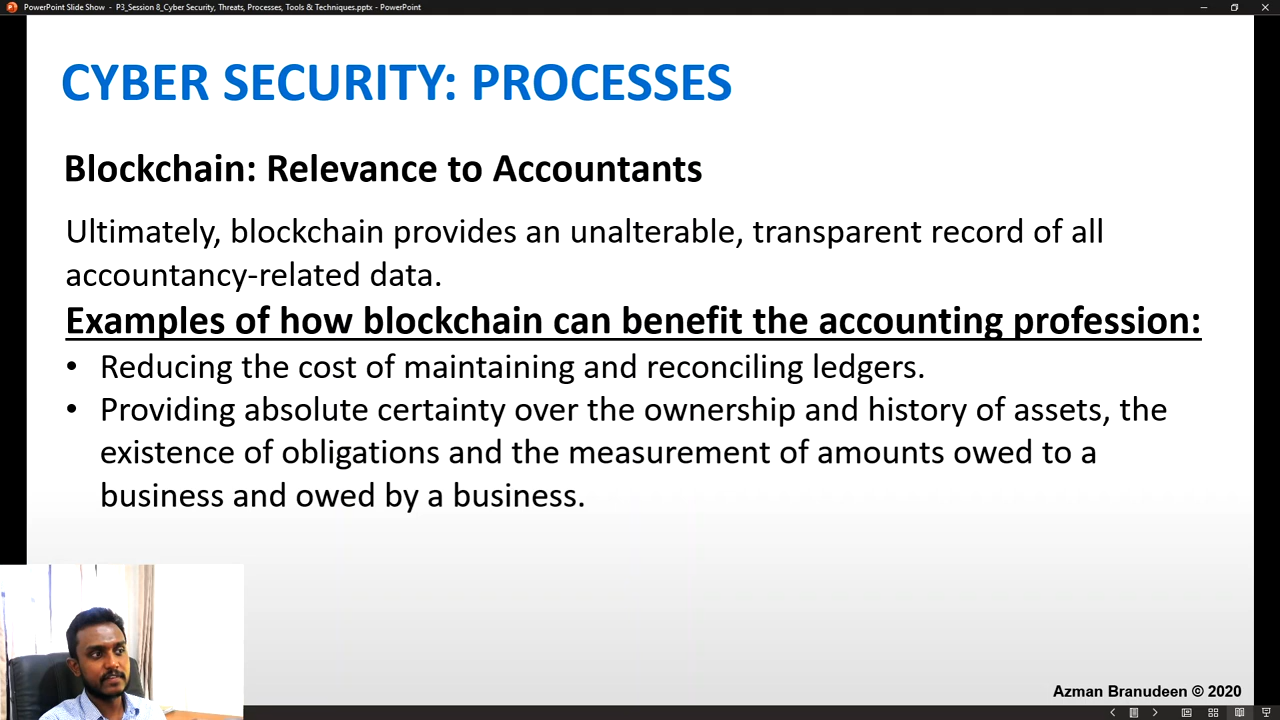 PowerPoint Slide Show - P3_Session 8_Cyber Security, Threats, Processes, Tools & Techniques.pptx - PowerPoint
CYBER SECURITY: PROCESSES
Blockchain: Relevance to Accountants
Ultimately, blockchain provides an unalterable, transparent record of all
accountancy-related data.
Examples of how blockchain can benefit the accounting profession:
• Reducing the cost of maintaining and reconciling ledgers.
• Providing absolute certainty over the ownership and history of assets, the
existence of obligations and the measurement of amounts owed to a
business and owed by a business.
Azman Branudeen © 2020